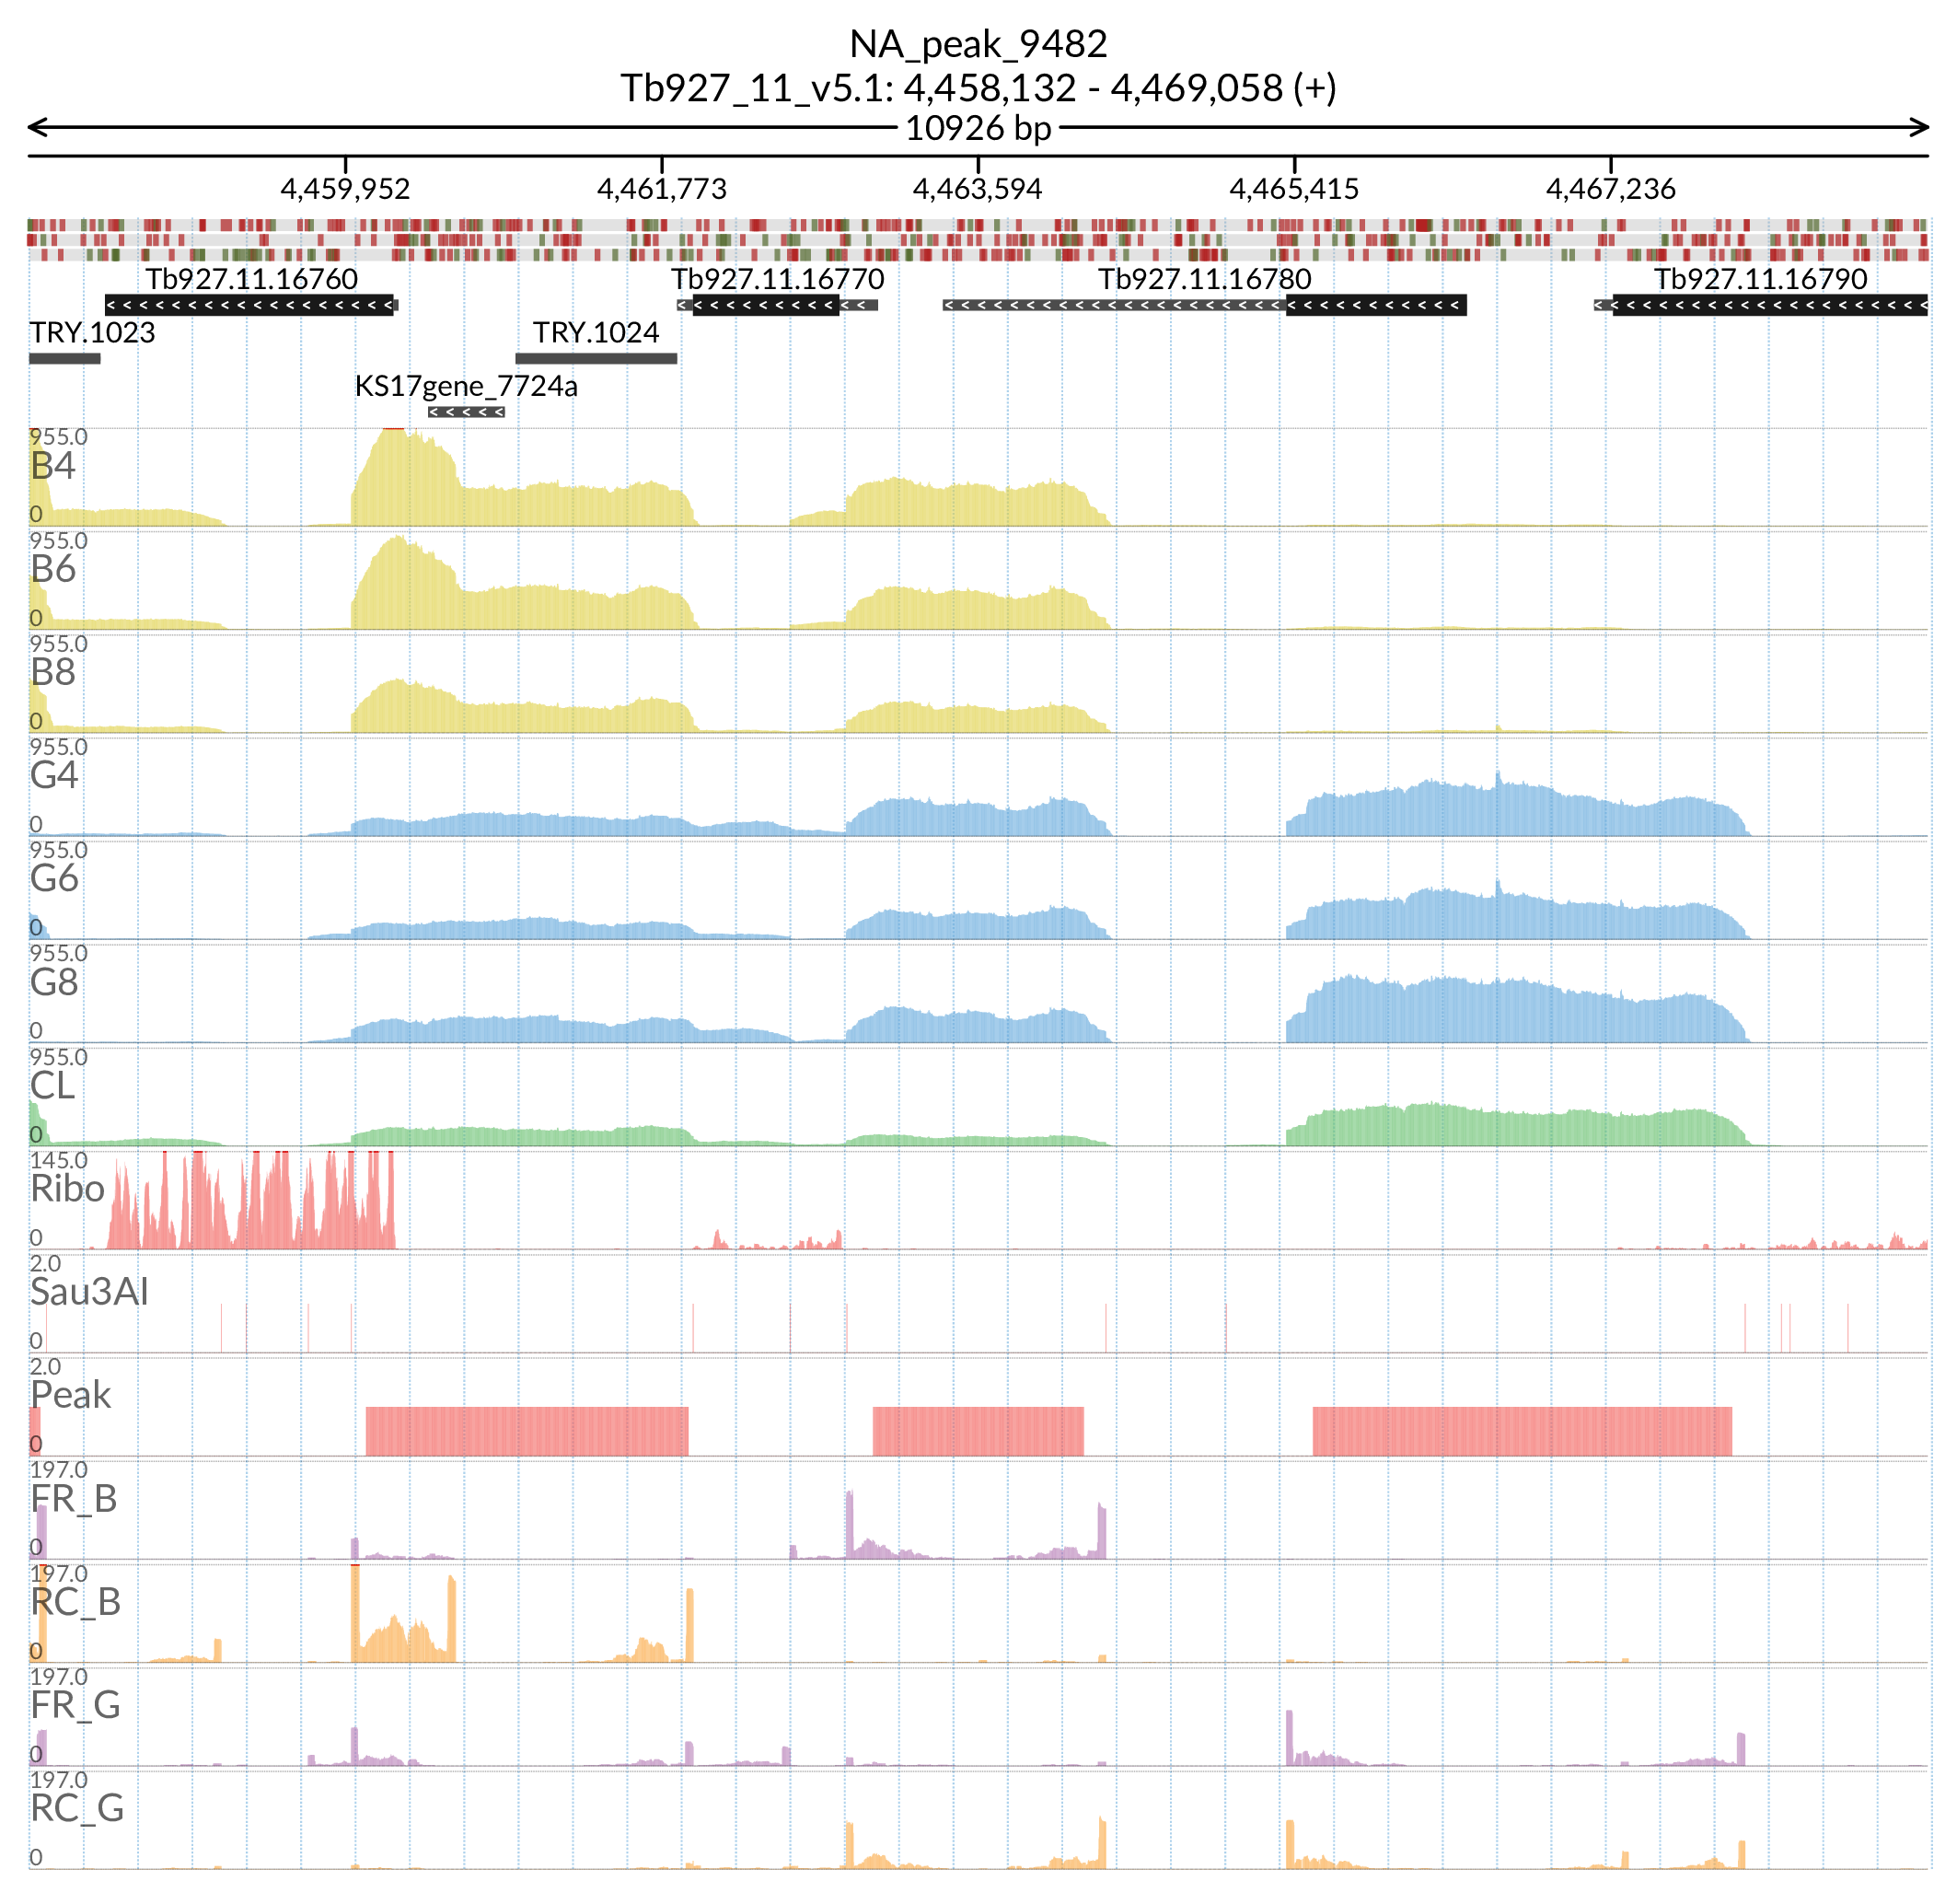 NA_peak_9482
Tb927_11_v5.1: 4,458,132 - 4,469,058 (+)
10926 bp
4,459,952 4,461,773 4,463,594 4,465,415 4,467,236
Tb927.11.16760 Tb927.11.16770 Tb927.11.16780 Tb927.11.16790
TRY.1023 TRY.1024
KS17gene_7724a
955.0
B4
0
955.0
B6
0
955.0
B8
0
955.0
G4
0
955.0
G6
0
955.0
G8
0
955.0
CL
0
145.0
Ribo
0
2.0
Sau3AI
0
2.0
Peak
0
197.0
FR_B
0
197.0
RC_B
0
197.0
FR_G
0
197.0
RC_G
0